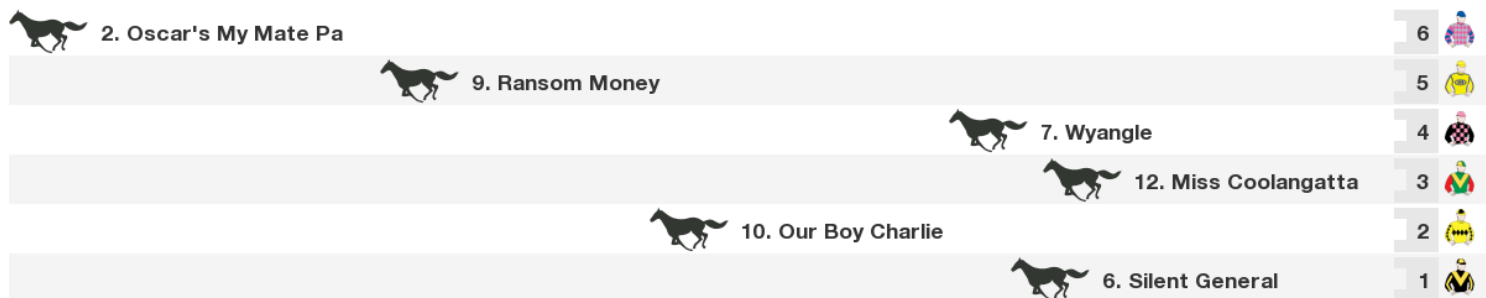 2. Oscar's My Mate Pa 6
9. Ransom Money 5
7. Wyangle 4
12. Miss Coolangatta 3
10. Our Boy Charlie 2
6. Silent General 1